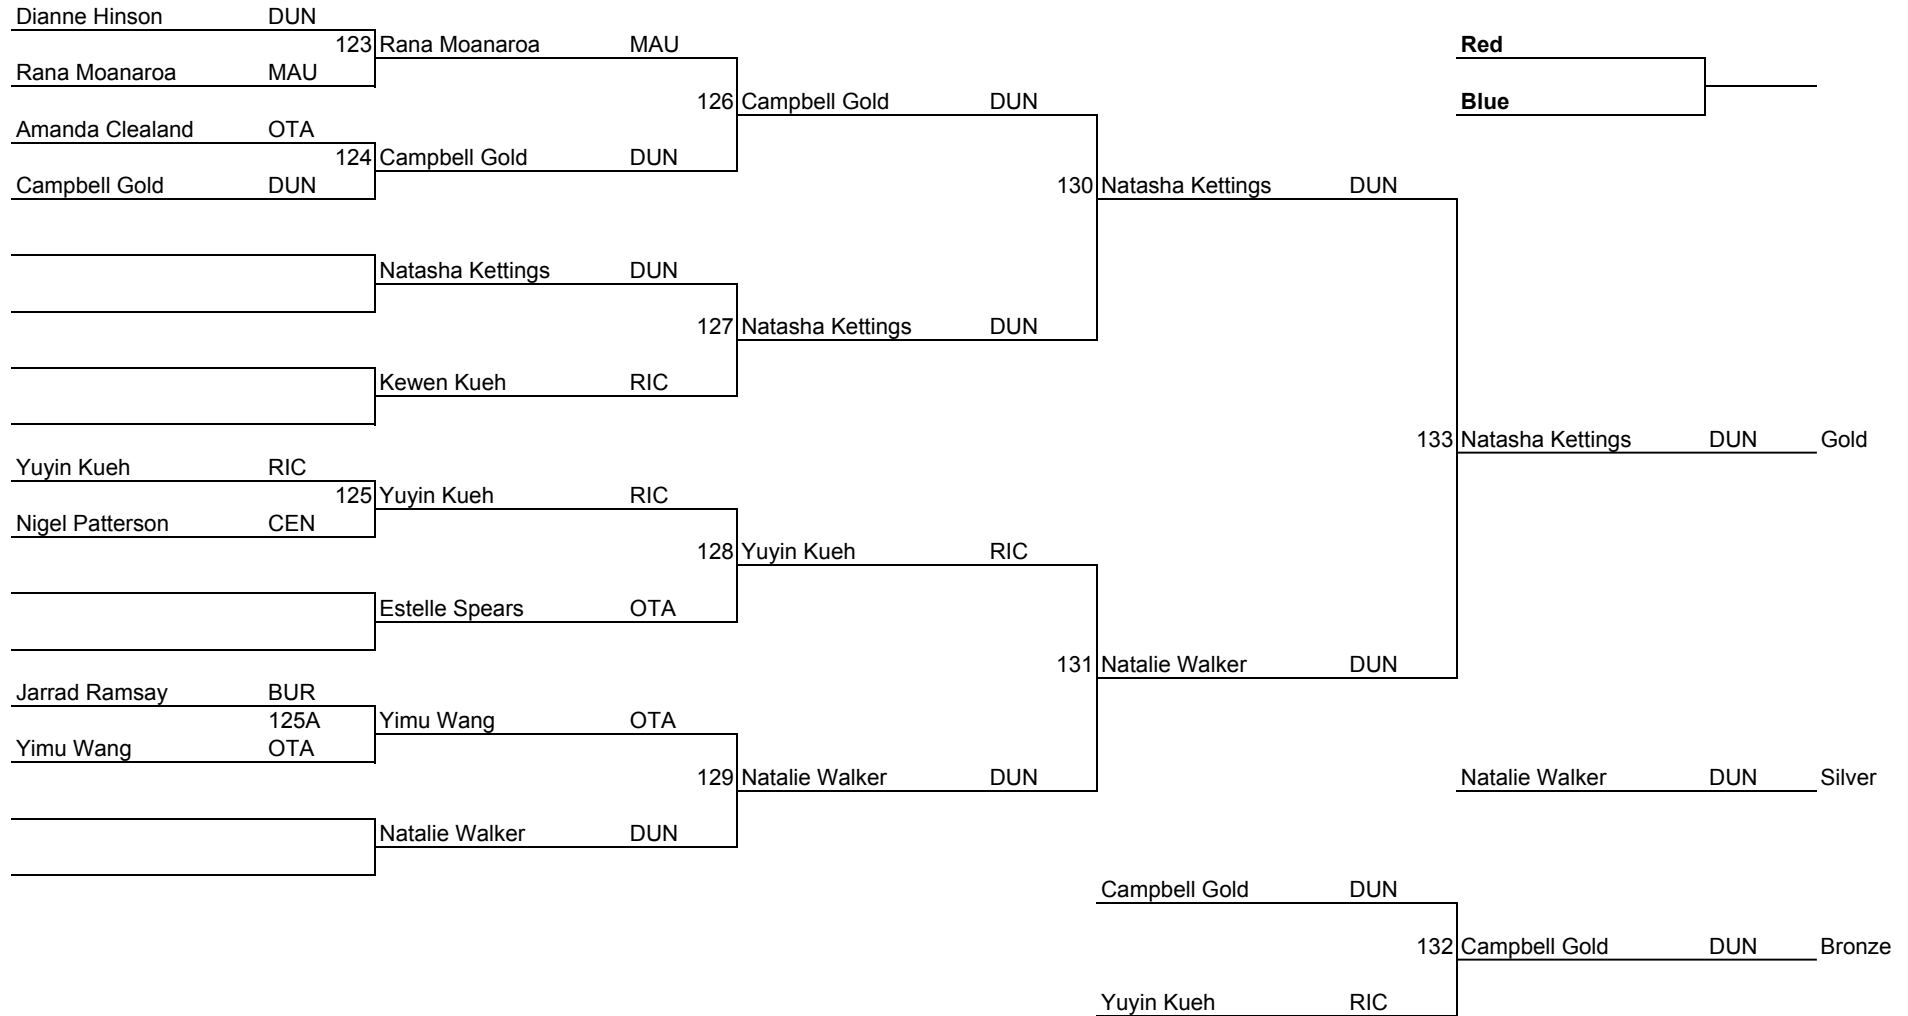 Dianne Hinson DUN
123 Rana Moanaroa MAU
Red
Rana Moanaroa MAU
126 Campbell Gold DUN
Blue
Amanda Clealand OTA
124 Campbell Gold DUN
Campbell Gold DUN
130 Natasha Kettings DUN
Natasha Kettings DUN
127 Natasha Kettings DUN
Kewen Kueh RIC
133 Natasha Kettings DUN Gold
Yuyin Kueh RIC
125 Yuyin Kueh RIC
Nigel Patterson CEN
128 Yuyin Kueh RIC
Estelle Spears OTA
131 Natalie Walker DUN
Jarrad Ramsay BUR
125A Yimu Wang OTA
Yimu Wang OTA
129 Natalie Walker DUN
Natalie Walker DUN Silver
Natalie Walker DUN
Campbell Gold DUN
132 Campbell Gold DUN Bronze
Yuyin Kueh RIC